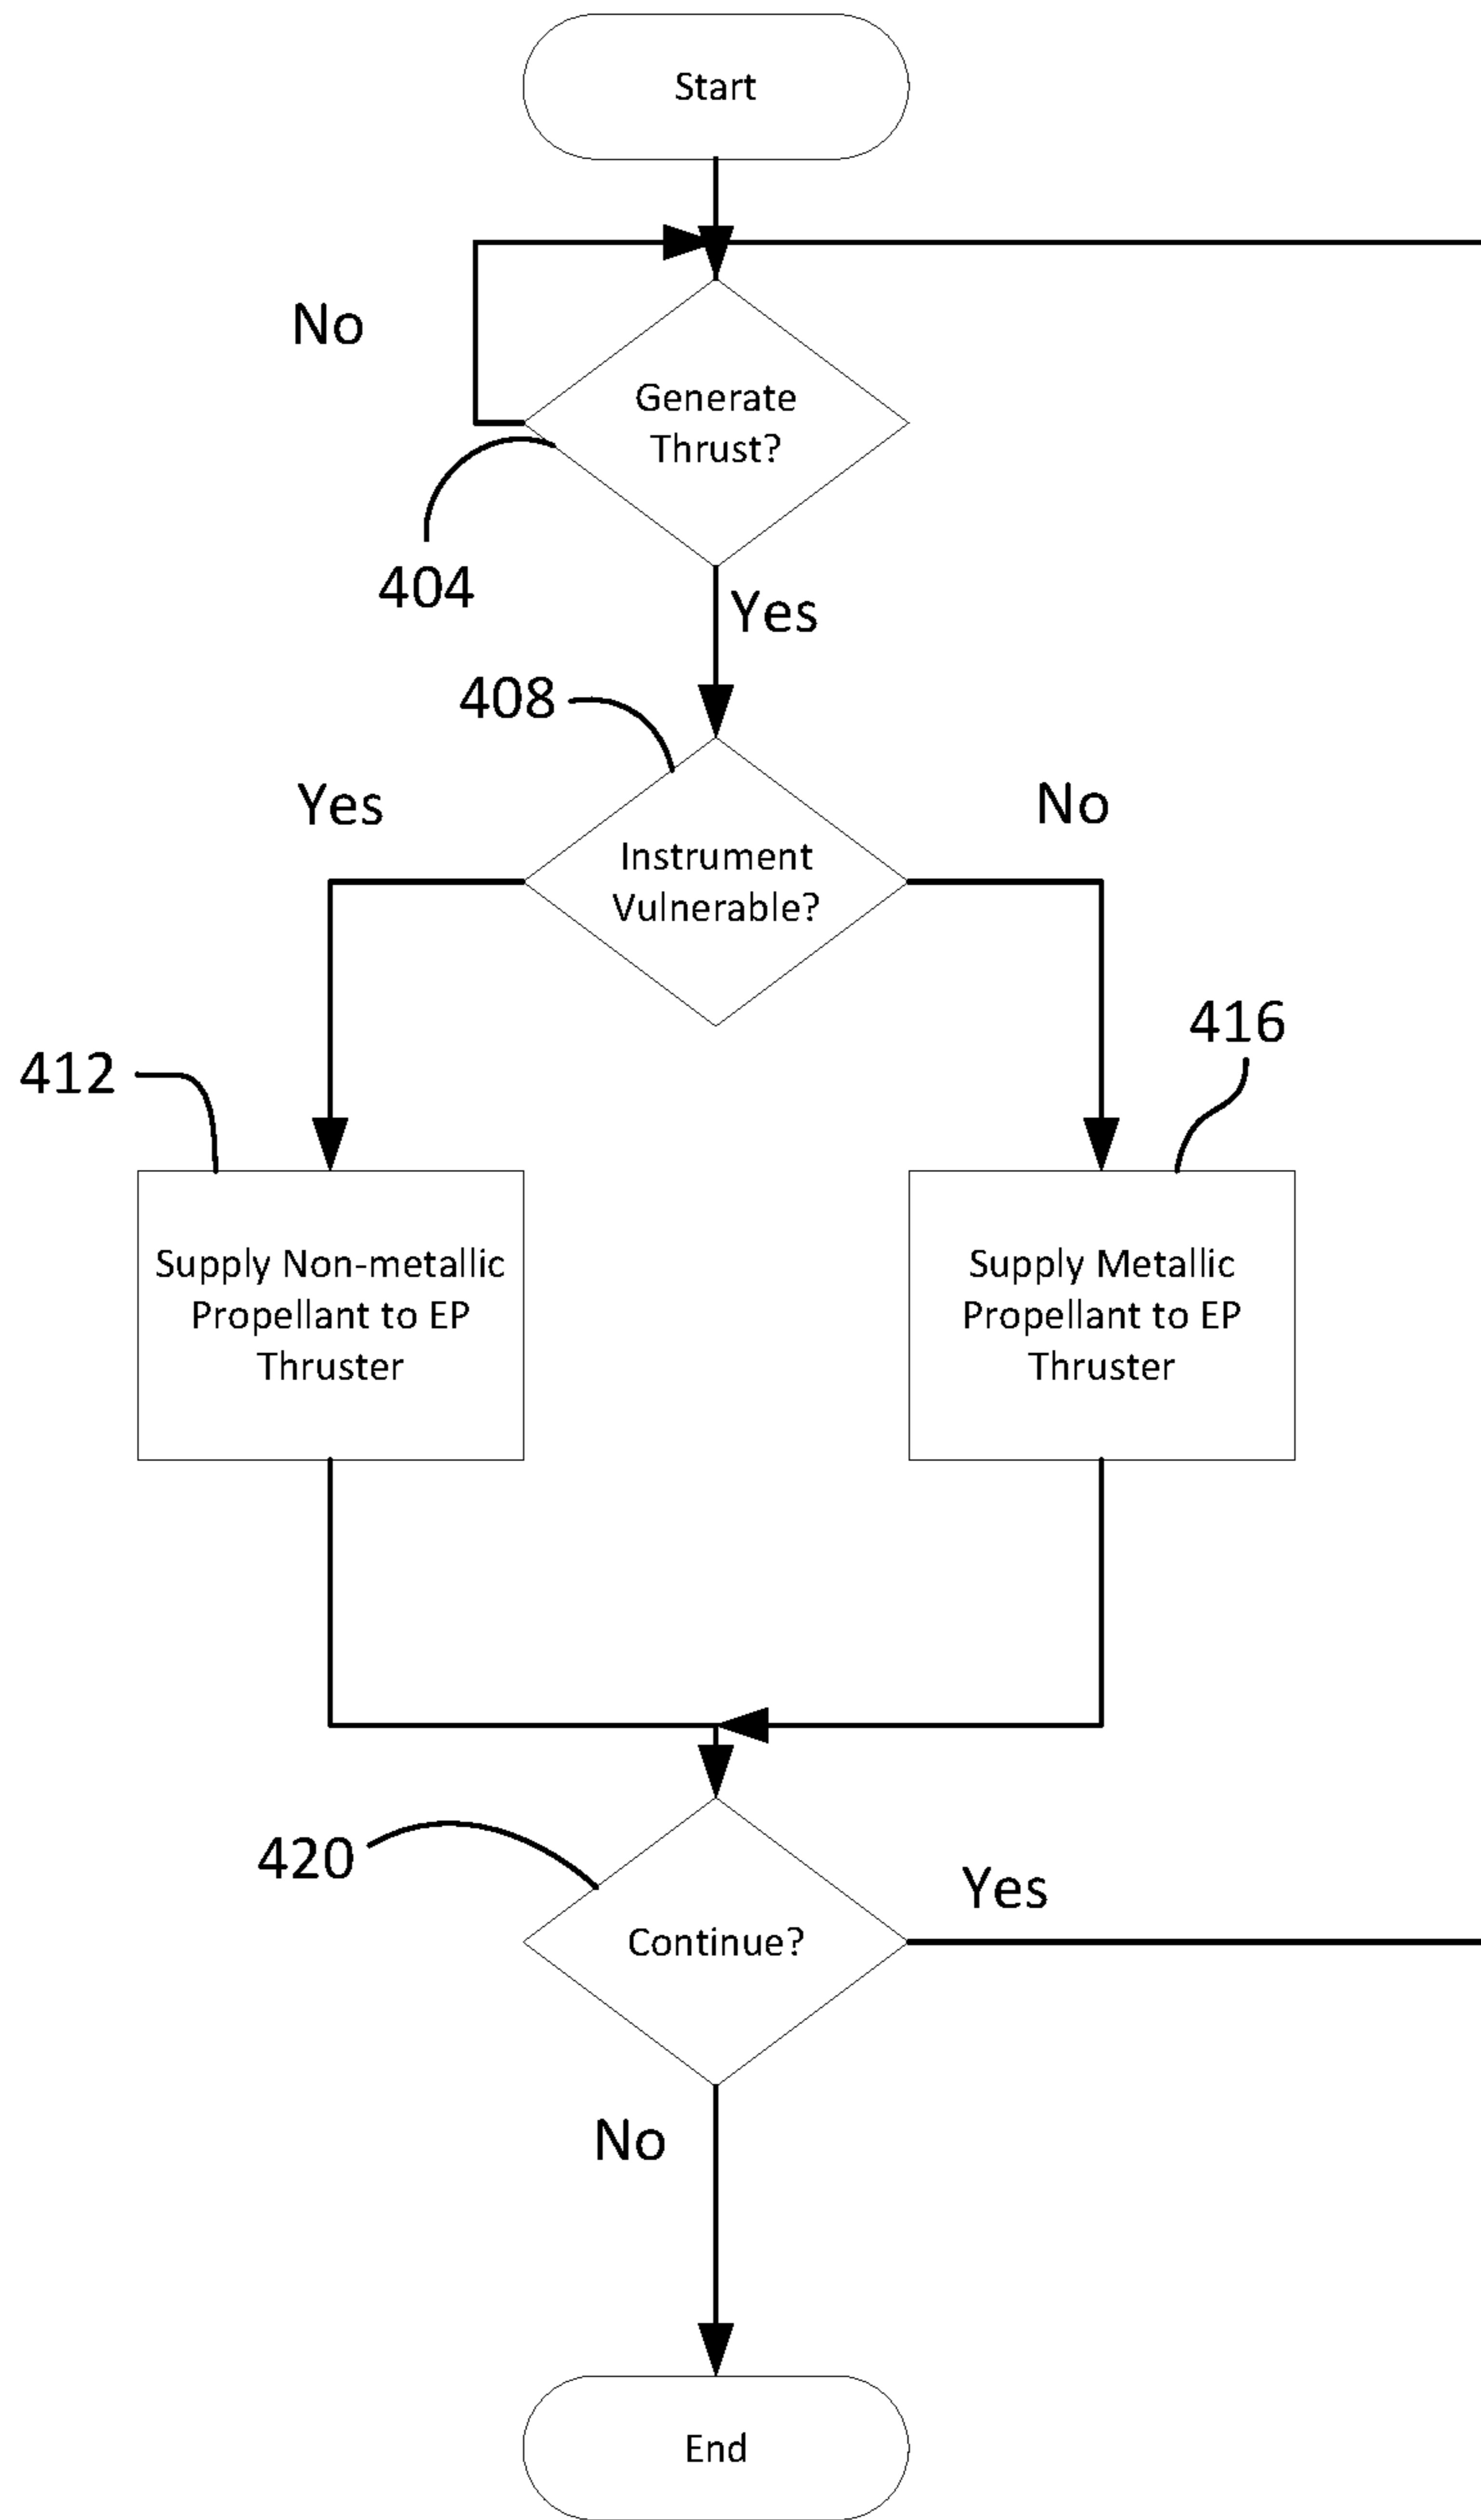 Start
No
Generate
Thrust?
404
Yes
408
Yes
No
Instrument
Vulnerable?
416
412
Supply Non-metallic
Propellant to EP
Thruster
Supply Metallic
Propellant to EP
Thruster
420
Yes
Continue?
No
End